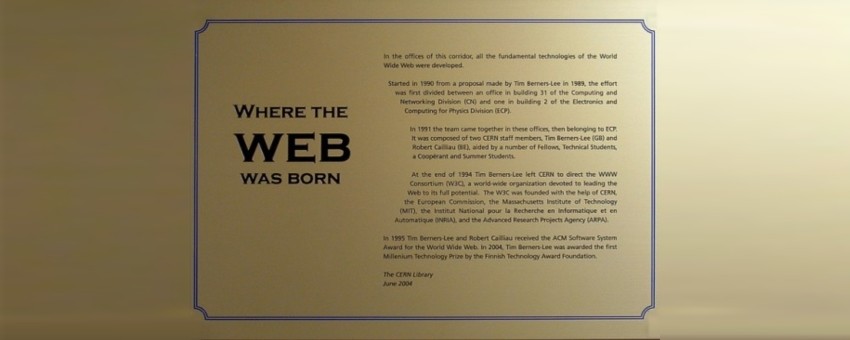 WHERE THE
WEB
WAS BORN
In the offices of this corridor, all the fundamental technologies of the World
Wide Web were developed.
Started in 1990 from a proposal made by Tim Berners-Lee in 1989, the effort
was first divided between an office in building 31 of the Computing and
Networking Division (CN) and one in building 2 of the Electronics and
Computing for Physics Division (ECP).
In 1991 the team came together in these offices, then belonging to ECP.
It was composed of two CERN staff members, Tim Berners-Lee (GB) and
Robert Cailliau (BE), aided by a number of Fellows, Technical Students,
a Coopérant and Summer Students.
At the end of 1994 Tim Berners-Lee left CERN to direct the WWW
Consortium (W3C), a world-wide organization devoted to leading the
Web to its full potential. The W3C was founded with the help of CERN,
the European Commission, the Massachusetts Institute of Technology
(MIT), the Institut National pour la Recherche en Informatique et en
Automatique (INRIA), and the Advanced Research Projects Agency (ARPA).
In 1995 Tim Berners-Lee and Robert Cailliau received the ACM Software System
Award for the World Wide Web. In 2004, Tim Berners-Lee was awarded the first
Millenium Technology Prize by the Finnish Technology Award Foundation.
The CERN Library
June 2004